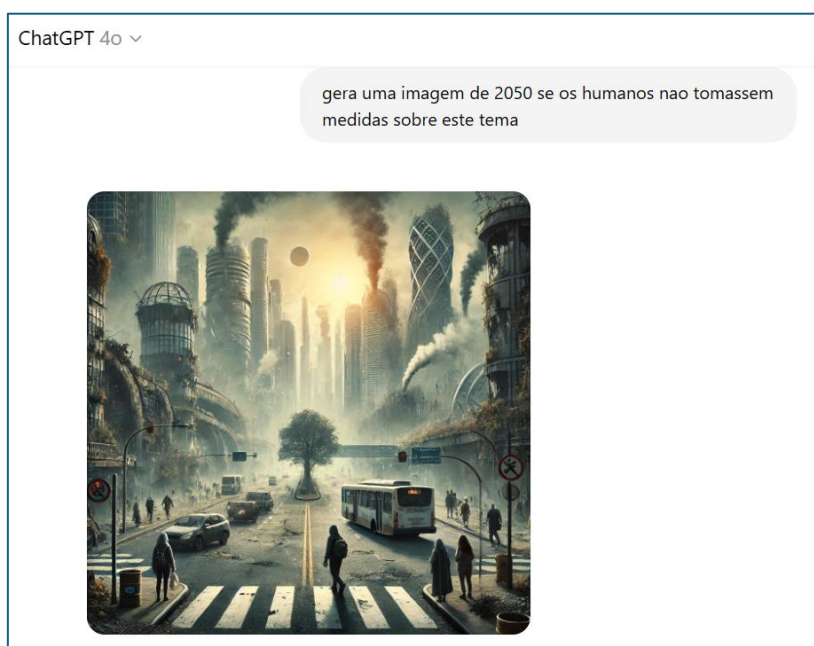 ChatGPT 4o
gera uma imagem de 2050 se os humanos nao tomassem
medidas sobre este tema